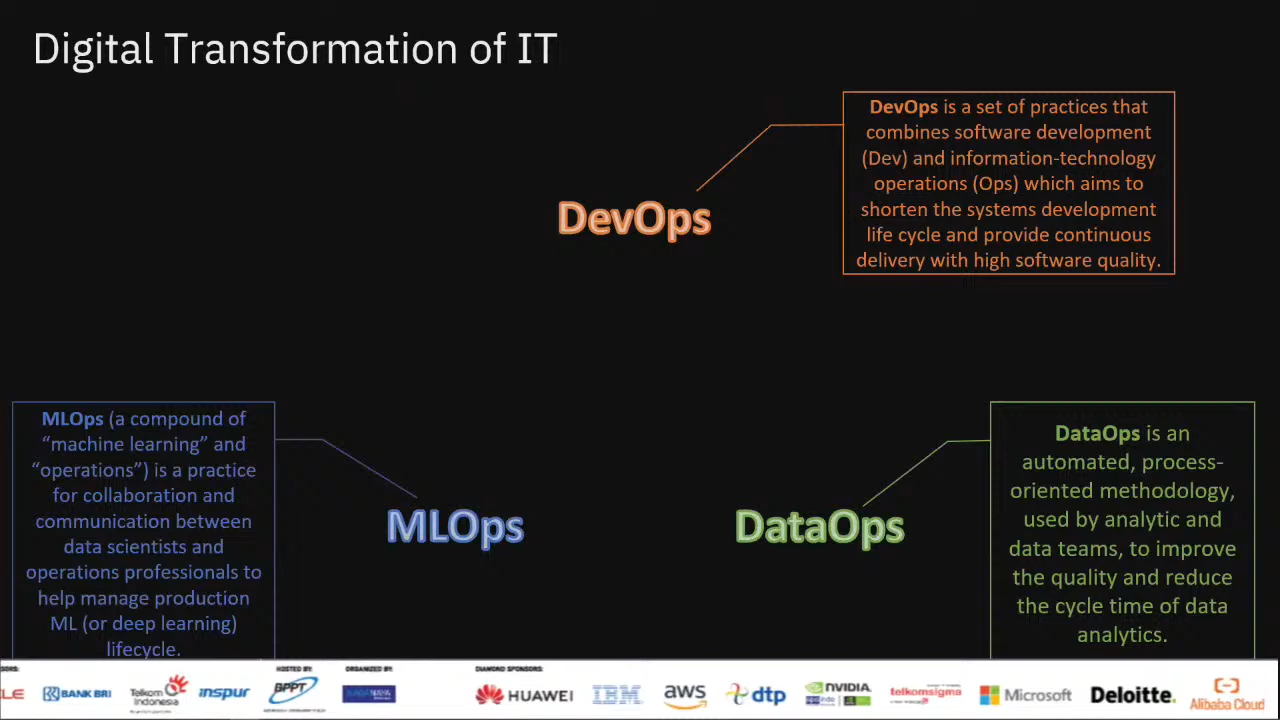 Digital Transformation of IT
DevOps is a set of practices that
combines software development
(Dev) and information-technology
operations (Ops) which aims to
shorten the systems development
life cycle and provide continuous
delivery with high software quality.
DevOps
MLOps (a compound of
“machine learning” and
“operations”) is a practice
for collaboration and
communication between
data scientists and
operations professionals to
help manage production
ML (or deep learning)
lifecycle.
MLOps
DataOps
DataOps is an
automated, process-
oriented methodology,
used by analytic and
data teams, to improve
the quality and reduce
the cycle time of data
analytics.
HOSTED BY:
ORGANIZED BY:
DIAMOND SPONSORS:
BANK BRI
Telkom
Indonesia
inspur
BPPT
HUAWEI
IBM
aws
dtp
NVIDIA
telkomsigma
Microsoft
Deloitte.
Alibaba Cloud